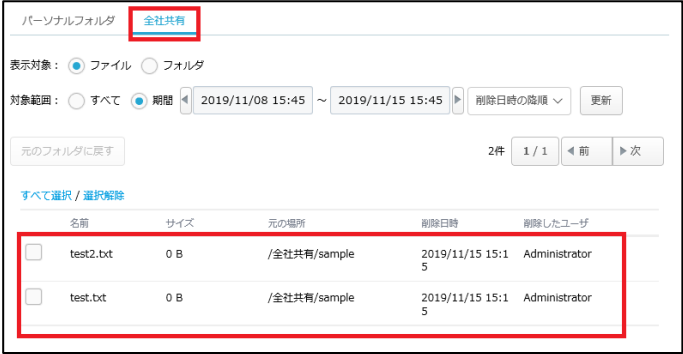 パーソナルフォルダ 全社共有
表示対象： ファイル フォルダ
対象範囲： すべて 期間 2019/11/08 15:45 ～ 2019/11/15 15:45 削除日時の降順 更新
元のフォルダに戻す 2件 1 / 1 前 次
すべて選択 / 選択解除
名前 サイズ 元の場所 削除日時 削除したユーザ
test2.txt 0 B /全社共有/sample 2019/11/15 15:1 Administrator
5
test.txt 0 B /全社共有/sample 2019/11/15 15:1 Administrator
5